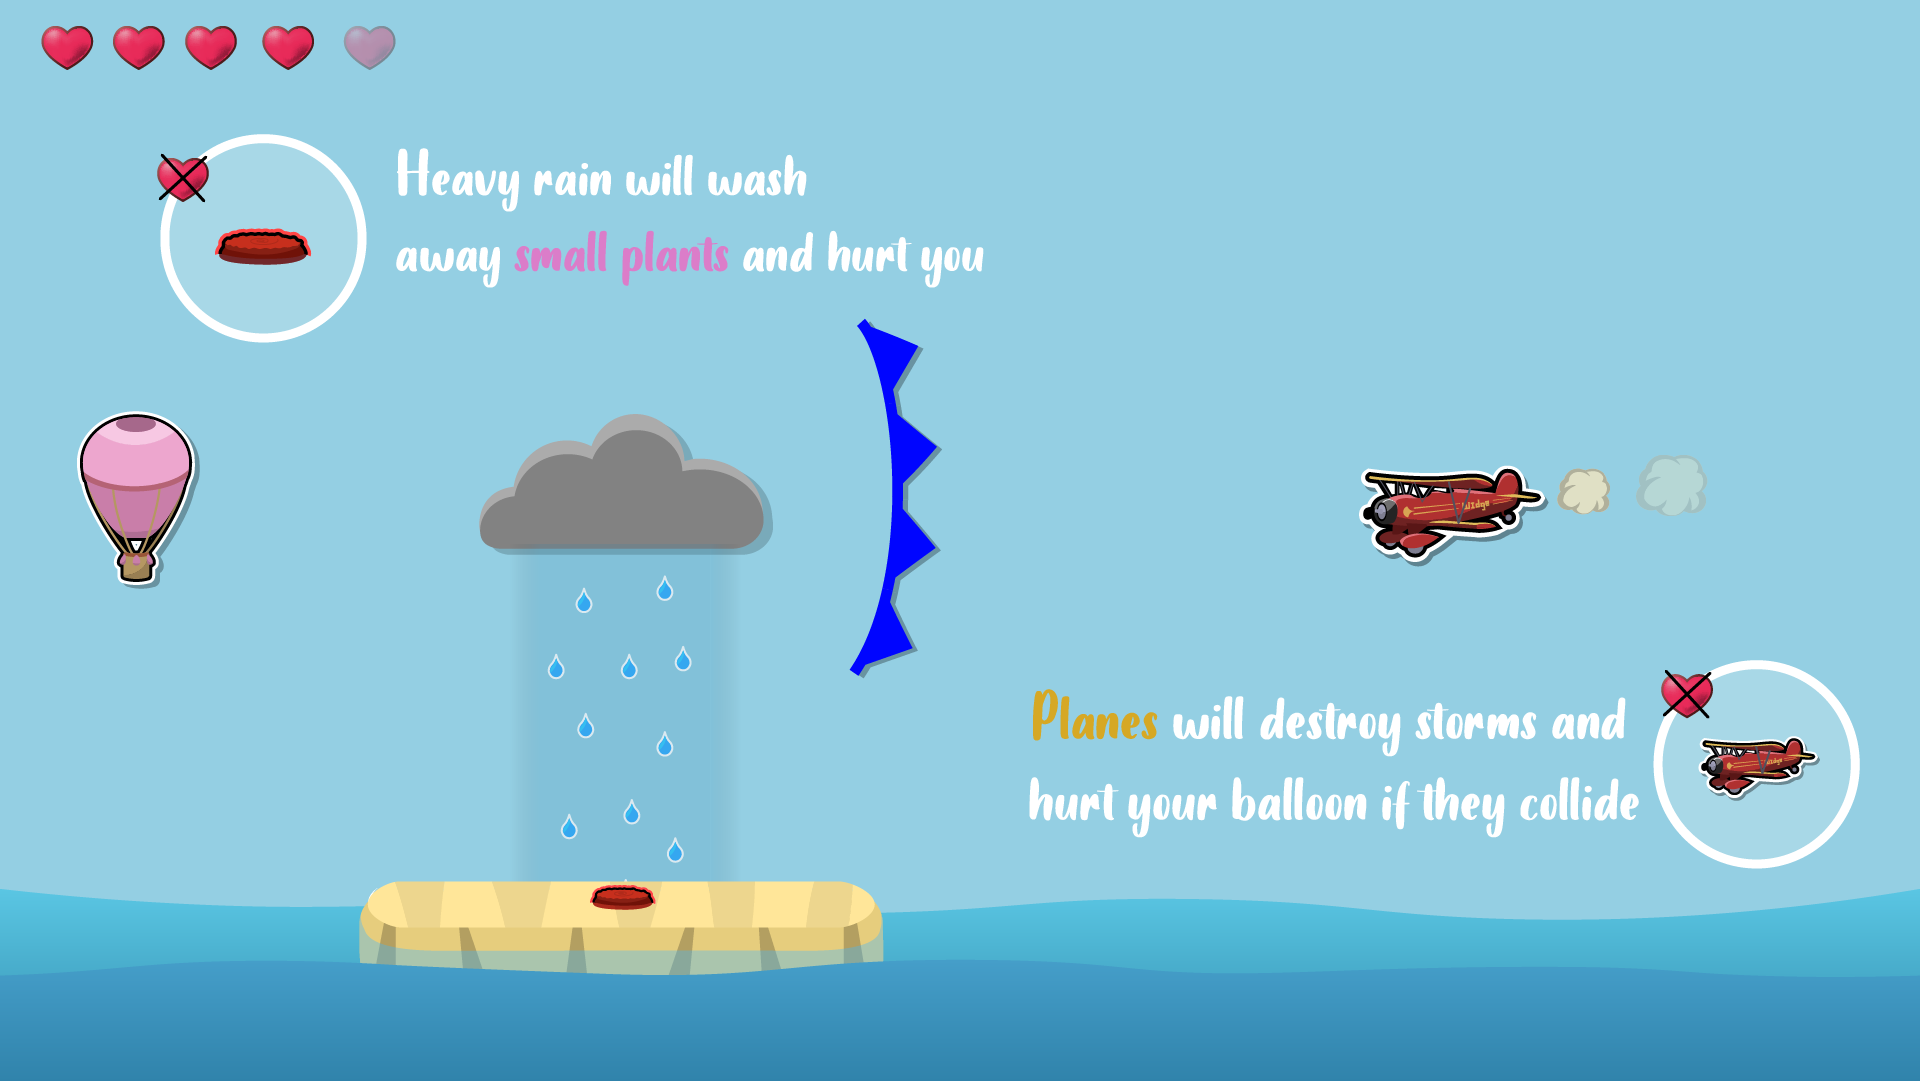 Heavy rain will wash
away small plants and hurt you
Planes will destroy storms and
hurt your balloon if they collide